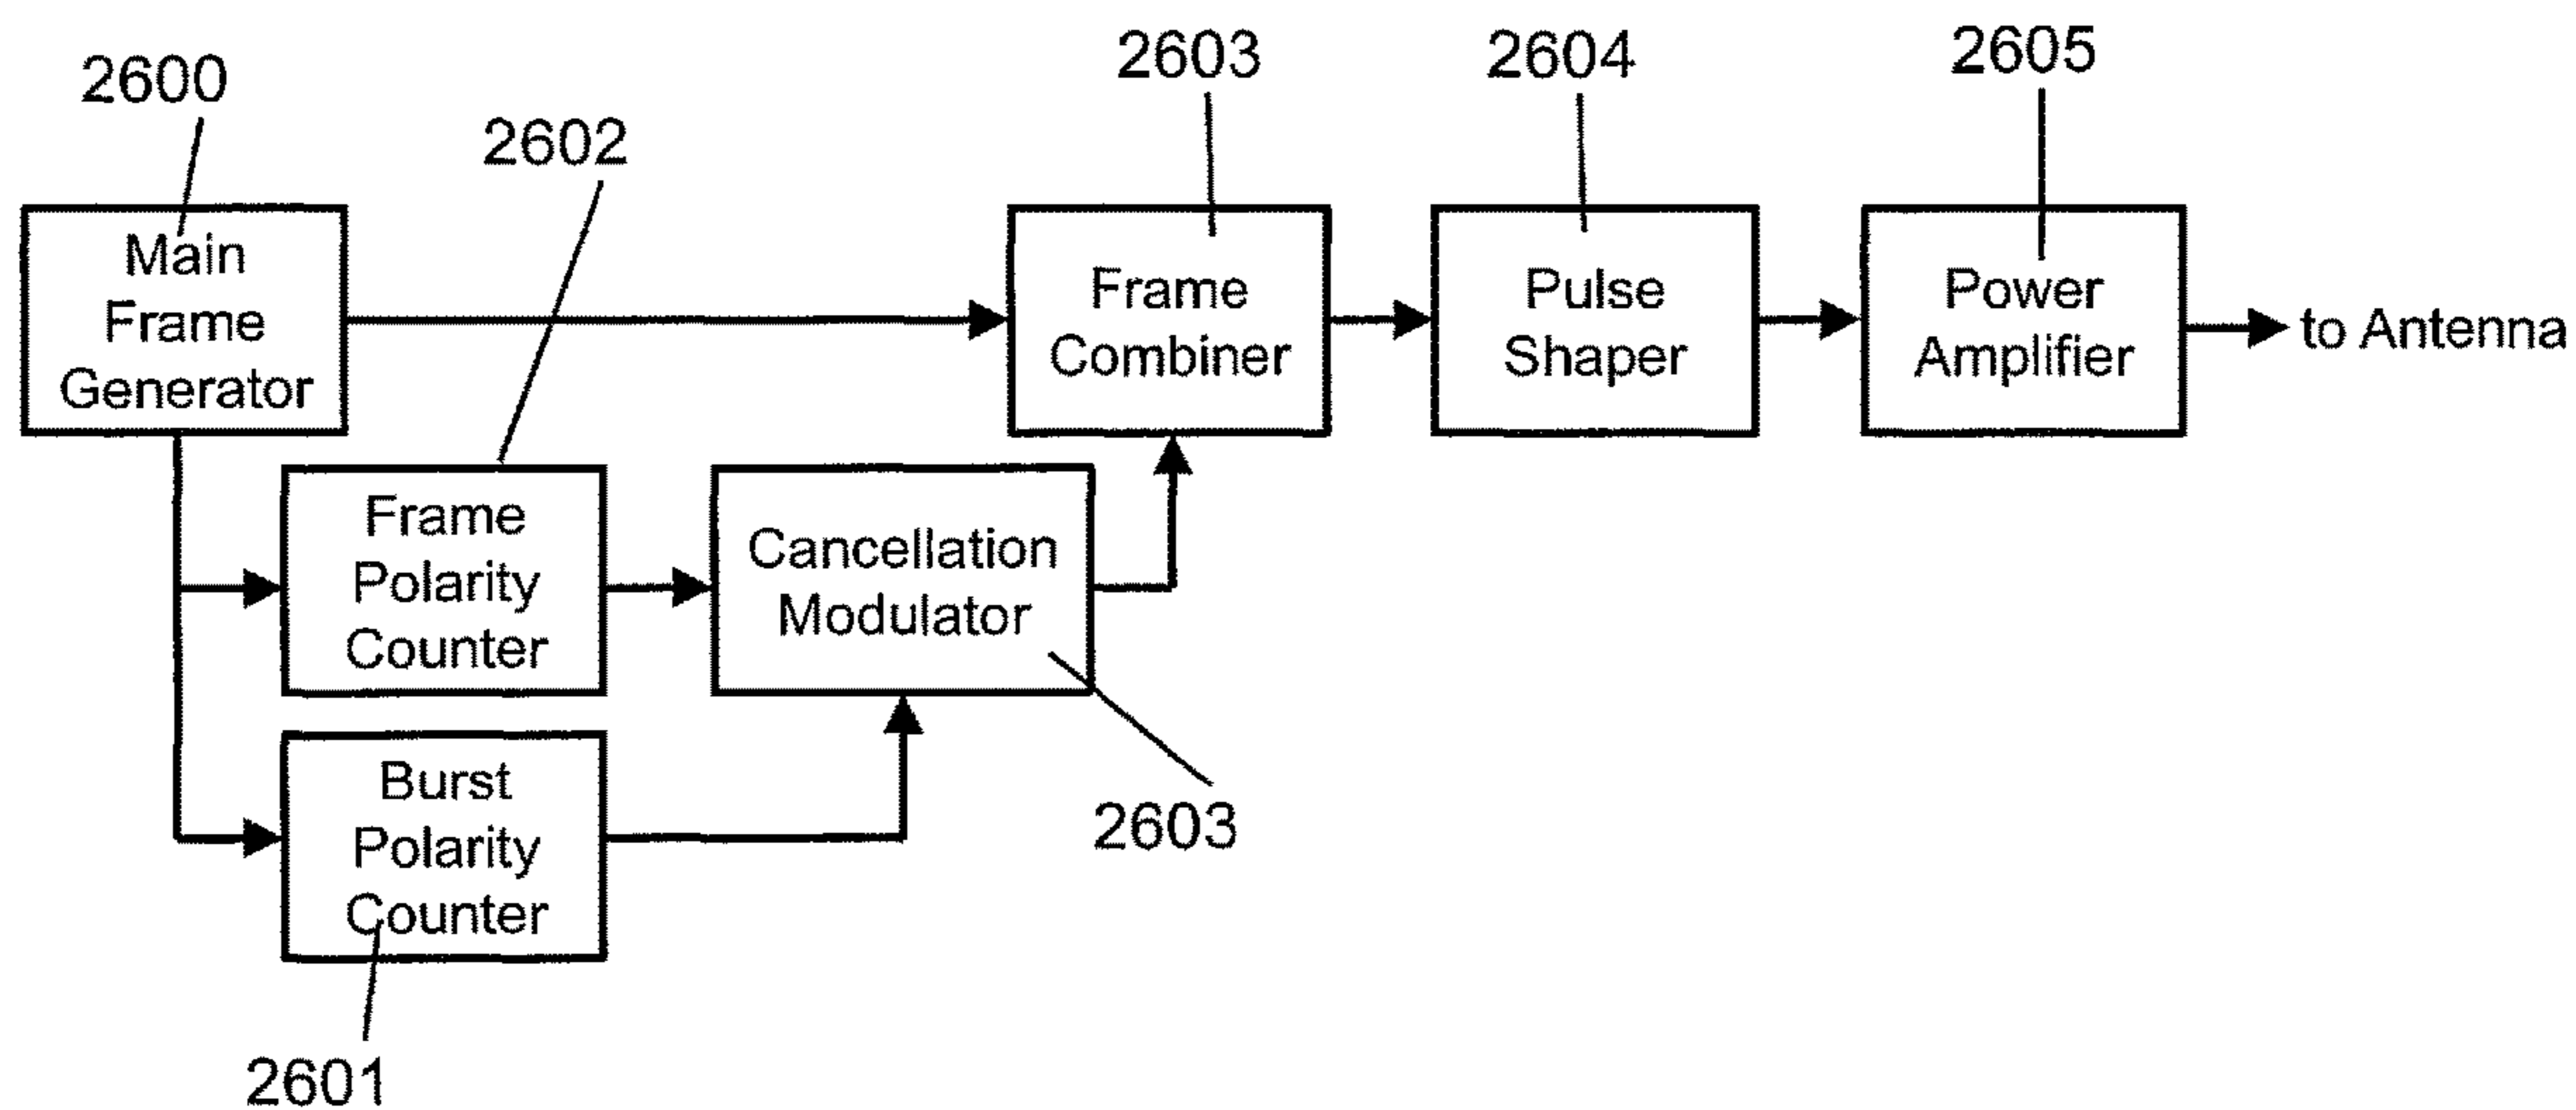 2600
2602
2603
2604
2605
Main
Frame
Generator
Frame
Combiner
Pulse
Shaper
Power
Amplifier
to Antenna
Frame
Polarity
Counter
Cancellation
Modulator
2603
Burst
Polarity
Counter
2601